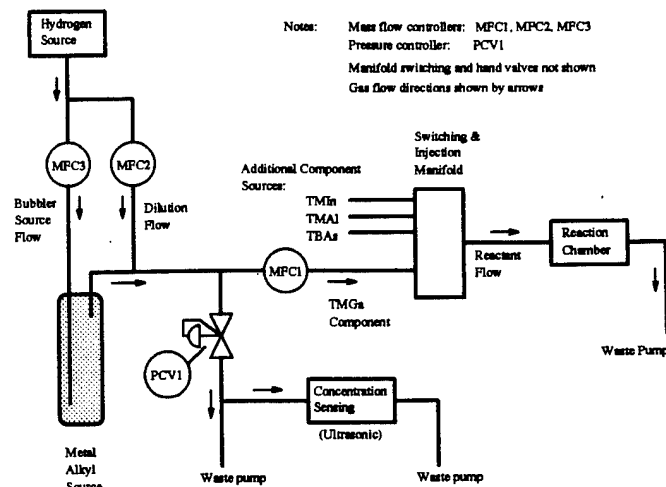 Hydrogen
Source
Notes: Mass flow controllers: MFC1, MFC2, MFC3
Pressure controller: PCV1
Manifold switching and hand valves not shown
Gas flow directions shown by arrows
MFC3
MFC2
Bubbler
Source
Flow
Dilution
Flow
Additional Component
Sources:
TMIn
TMAl
TBAs
Switching &
Injection
Manifold
MFC1
TMGa
Component
Reactant
Flow
Reaction
Chamber
Waste Pump
PCV1
Concentration
Sensing
(Ultrasonic)
Metal
Alkyl
Source
Waste pump
Waste pump